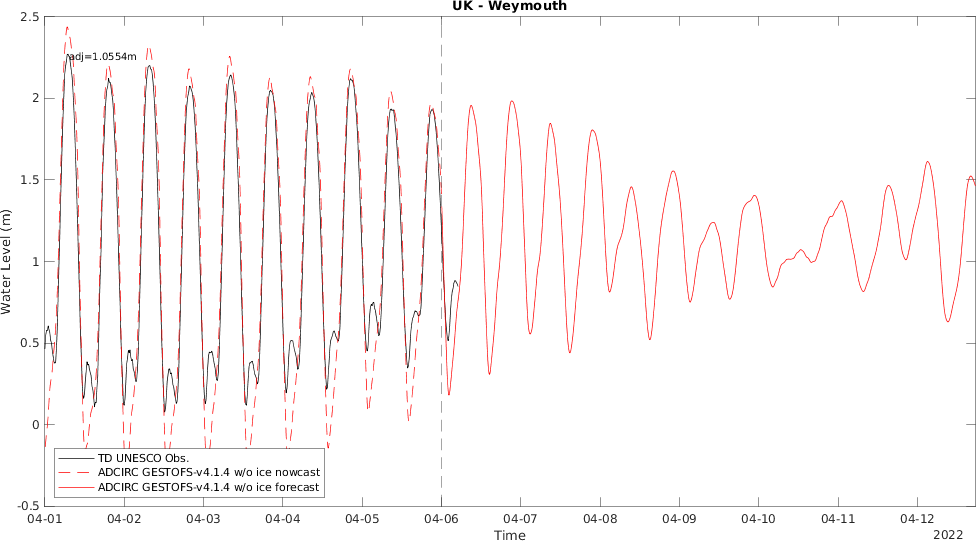 UK - Weymouth
2.5
adj=1.0554m
2
1.5
1
0.5
0
-0.5
Water Level (m)
TD UNESCO Obs.
ADCIRC GESTOFS-v4.1.4 w/o ice nowcast
ADCIRC GESTOFS-v4.1.4 w/o ice forecast
04-01 04-02 04-03 04-04 04-05 04-06 04-07 04-08 04-09 04-10 04-11 04-12
Time
2022